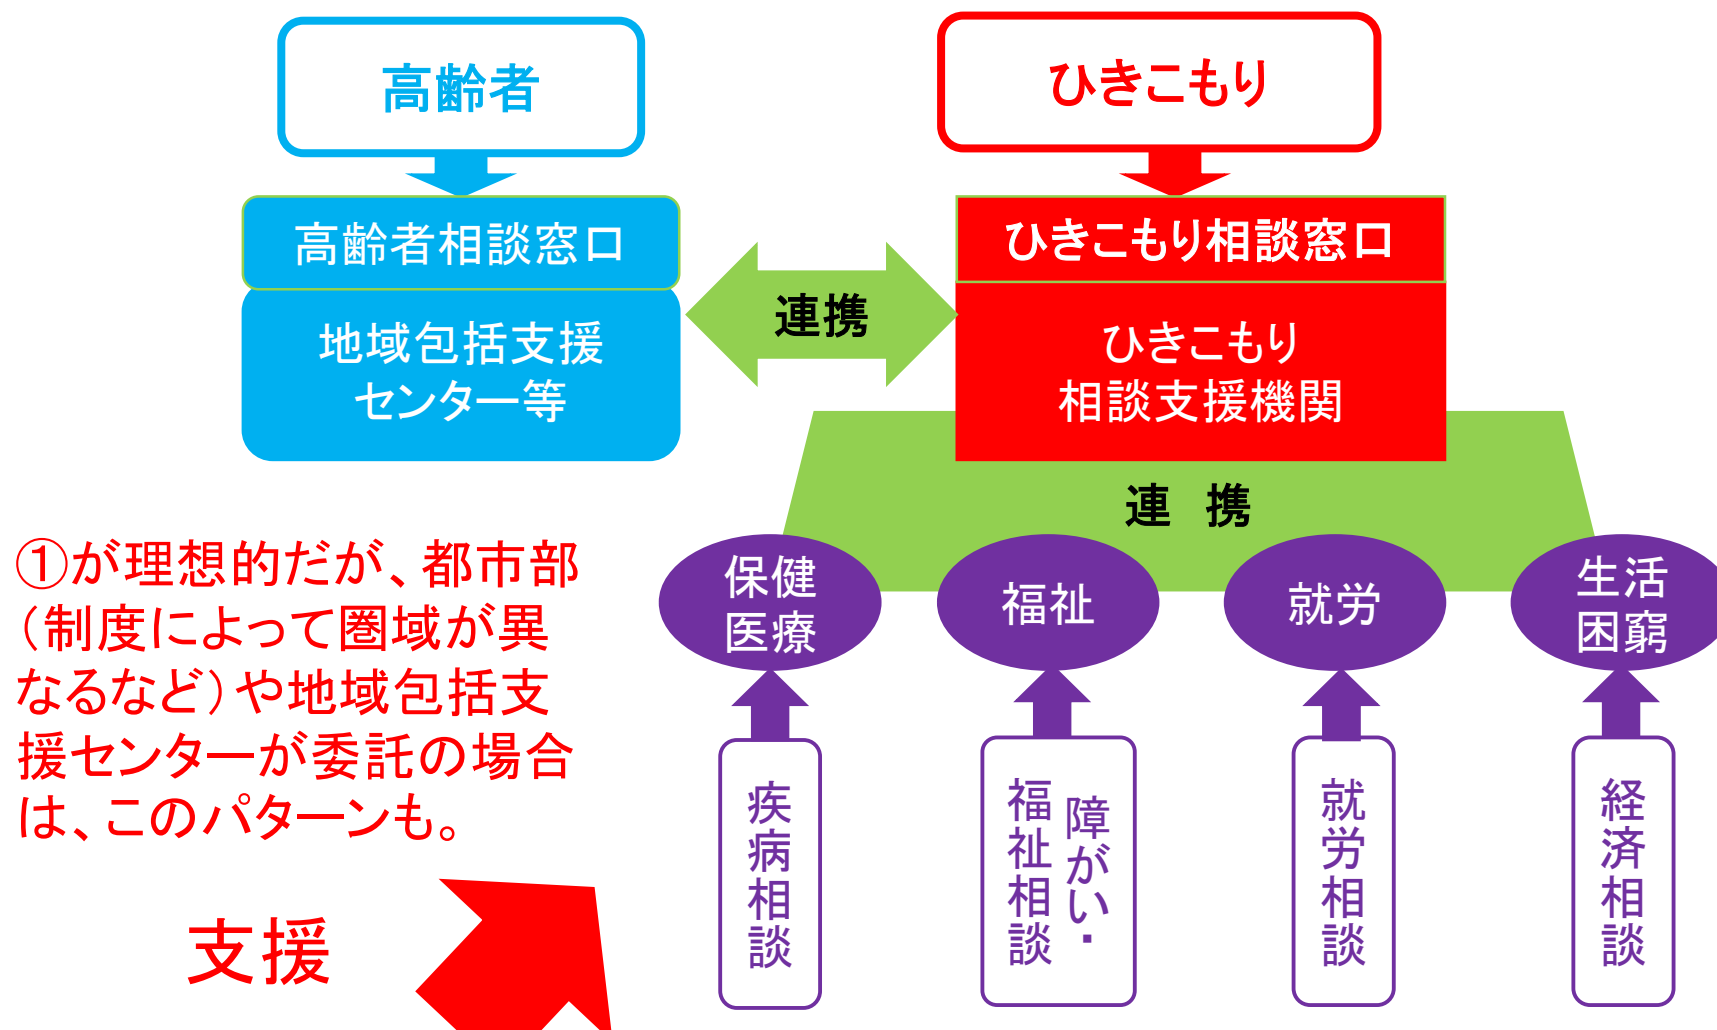 高齢者
ひきこもり
高齢者相談窓口
ひきこもり相談窓口
連携
地域包括支援
センター等
ひきこもり
相談支援機関
連　携
①が理想的だが、都市部
（制度によって圏域が異
なるなど）や地域包括支
援センターが委託の場合
は、このパターンも。
保健
医療
福祉
就労
生活
困窮
疾病相談
障がい・
福祉相談
就労相談
経済相談
支援